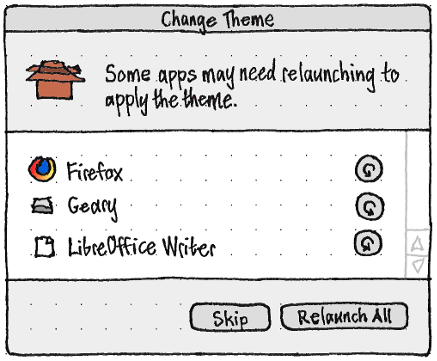 Change Theme
Some apps may need relaunching to
apply the theme.
Firefox
Geary
LibreOffice Writer
Skip
Relaunch All